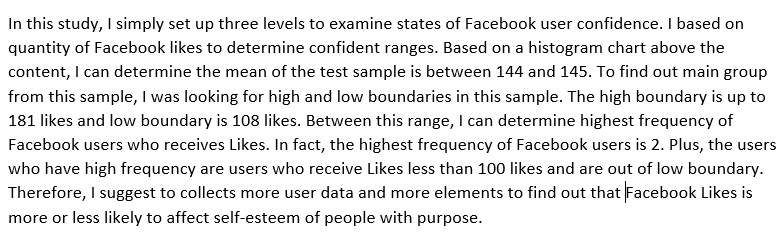 In this study, I simply set up three levels to examine states of Facebook user confidence. I based on
quantity of Facebook likes to determine confident ranges. Based on a histogram chart above the
content, I can determine the mean of the test sample is between 144 and 145. To find out main group
from this sample, I was looking for high and low boundaries in this sample. The high boundary is up to
181 likes and low boundary is 108 likes. Between this range, I can determine highest frequency of
Facebook users who receives Likes. In fact, the highest frequency of Facebook users is 2. Plus, the users
who have high frequency are users who receive Likes less than 100 likes and are out of low boundary.
Therefore, I suggest to collects more user data and more elements to find out that Facebook Likes is
more or less likely to affect self-esteem of people with purpose.